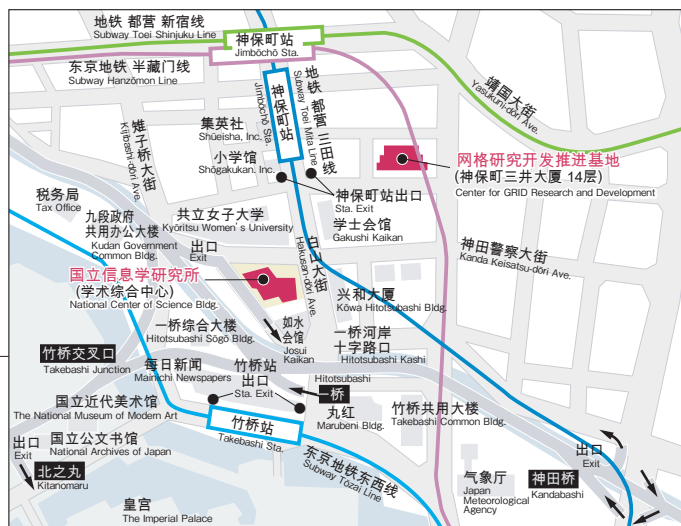 地铁 都营 新宿线
Subway Toei Shinjuku Line
神保町站
Jimbōchō Sta.
东京地铁 半藏门线
Subway Hanzōmon Line
靖国大街
Yasukuni-dōri Ave.
雉子桥大街
Kijibashi-dōri Ave.
神保町站
Jimbōchō Sta.
地铁 都营 三田线
Subway Toei Mita Line
集英社
Shūeisha, Inc.
小学馆
Shōgakukan. Inc.
网格研究开发推进基地
(神保町三井大厦 14层)
Center for GRID Research and Development
税务局
Tax Office
神保町站出口
Sta. Exit
九段政府
共用办公大楼
Kudan Government
Common Bldg.
共立女子大学
Kyōritsu Women's University
学士会馆
Gakushi Kaikan
出口
Exit
白山大街
Hakusan-dōri Ave.
神田警察大街
Kanda Keisatsu-dōri Ave.
国立信息学研究所
(学术综合中心)
National Center of Science Bldg.
兴和大厦
Kōwa Hitotsubashi Bldg.
一桥综合大楼
Hitotsubashi Sōgō Bldg.
如水
会馆
Josui
Kaikan
一桥河岸
十字路口
Hitotsubashi Kashi
竹桥交叉口
Takebashi Junction
每日新闻
Mainichi Newspapers
竹桥站
出口
Sta. Exit
Hitotsubashi
一桥
国立近代美术馆
The National Museum of Modern Art
丸红
Marubeni Bldg.
竹桥共用大楼
Takebashi Common Bldg.
竹桥站
Takebashi Sta.
出口
Exit
国立公文书馆
National Archives of Japan
北之丸
Kitanomaru
东京地铁东西线
Subway Tōzai Line
出口
Exit
气象厅
Japan
Meteorological
Agency
神田桥
Kandabashi
皇宫
The Imperial Palace